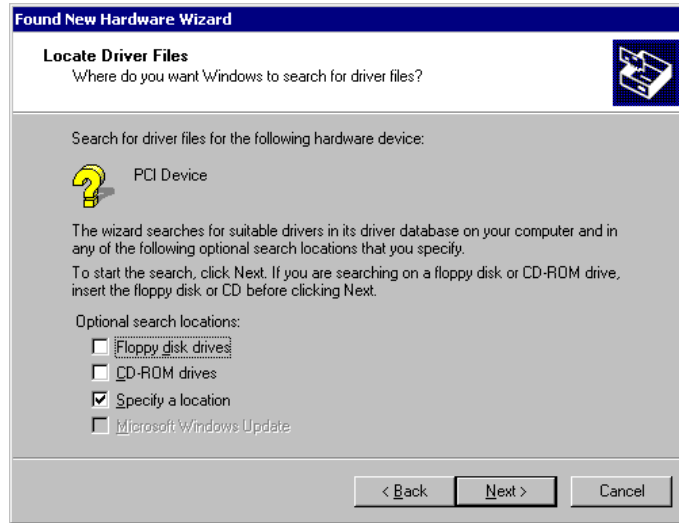 Found New Hardware Wizard
Locate Driver Files
Where do you want Windows to search for driver files?
Search for driver files for the following hardware device:
PCI Device
The wizard searches for suitable drivers in its driver database on your computer and in
any of the following optional search locations that you specify.
To start the search, click Next. If you are searching on a floppy disk or CD-ROM drive,
insert the floppy disk or CD before clicking Next.
Optional search locations:
Floppy disk drives
CD-ROM drives
Specify a location
Microsoft Windows Update
< Back
Next >
Cancel